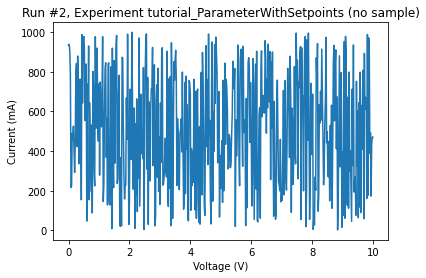 Run #2, Experiment tutorial_ParameterWithSetpoints (no sample)
1000
800
600
400
200
0
Current (mA)
0 2 4 6 8 10
Voltage (V)